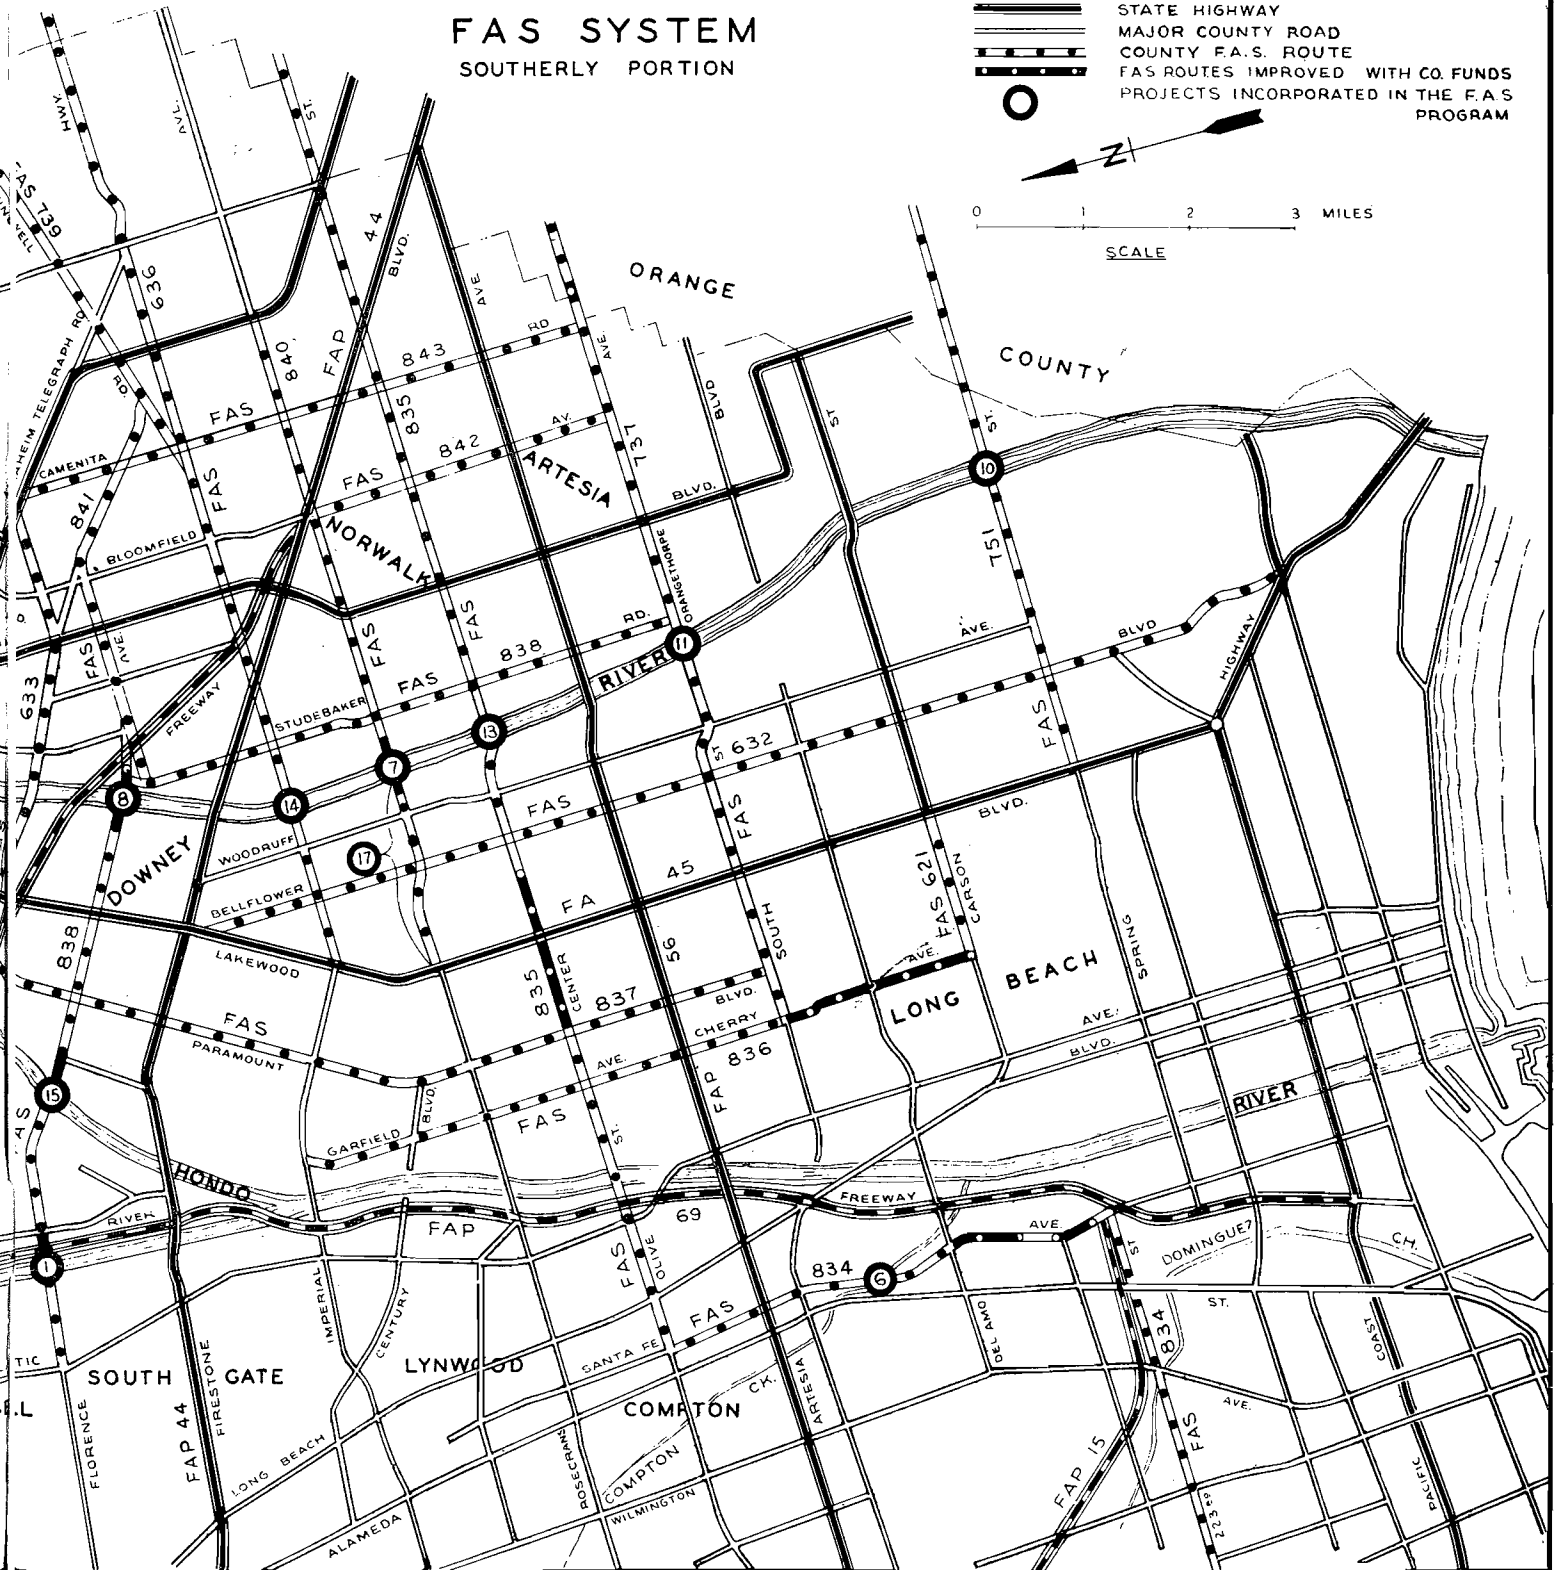 FAS SYSTEM
SOUTHERLY PORTION
STATE HIGHWAY
MAJOR COUNTY ROAD
COUNTY F.A.S. ROUTE
FAS ROUTES IMPROVED WITH CO. FUNDS
PROJECTS INCORPORATED IN THE F.A.S
PROGRAM
N
0 1 2 3 MILES
SCALE
HWY.
AVE.
ST.
739
636
44
BLVD.
AVE.
ORANGE
COUNTY
RD.
840
FAP
843
RD
AVE.
BLVD
ST
ST.
FAS
835
842
AV.
737
CAMENITA
841
FAS
FAS
ARTESIA
BLVD.
10
BLOOMFIELD
NORWALK
ORANGETHORPE
751
FAS
AVE.
FAS
FAS
838
RD.
11
AVE.
BLVD
HIGHWAY
633
FREEWAY
STUDEBAKER
FAS
RIVER
FAS
8
14
7
13
ST
632
FAS
FAS
BLVD.
DOWNEY
WOODRUFF
17
BELLFLOWER
45
FA
FAS 621
CARSON
838
LAKEWOOD
835
CENTER
56
SOUTH
AVE.
SPRING
LONG BEACH
FAS
PARAMOUNT
837
BLVD.
CHERRY
836
AVE.
AVE.
BLVD.
15
AS
BLVD.
GARFIELD
FAS
ST.
FAP
RIVER
HONDO
RIVER
FAP
69
FREEWAY
AVE.
ST
DOMINGUEZ
CH.
1
IMPERIAL
CENTURY
FAS
OLIVE
FAS
834
6
DEL AMO
ST.
834
COAST
TIC
SOUTH GATE
LYNWOOD
SANTA FE
CK.
ARTESIA
COMPTON
AVE.
FLORENCE
FAP 44
FIRESTONE
LONG BEACH
ALAMEDA
ROSECRANS
COMPTON
WILMINGTON
FAP 15
FAS
223RD
PACIFIC